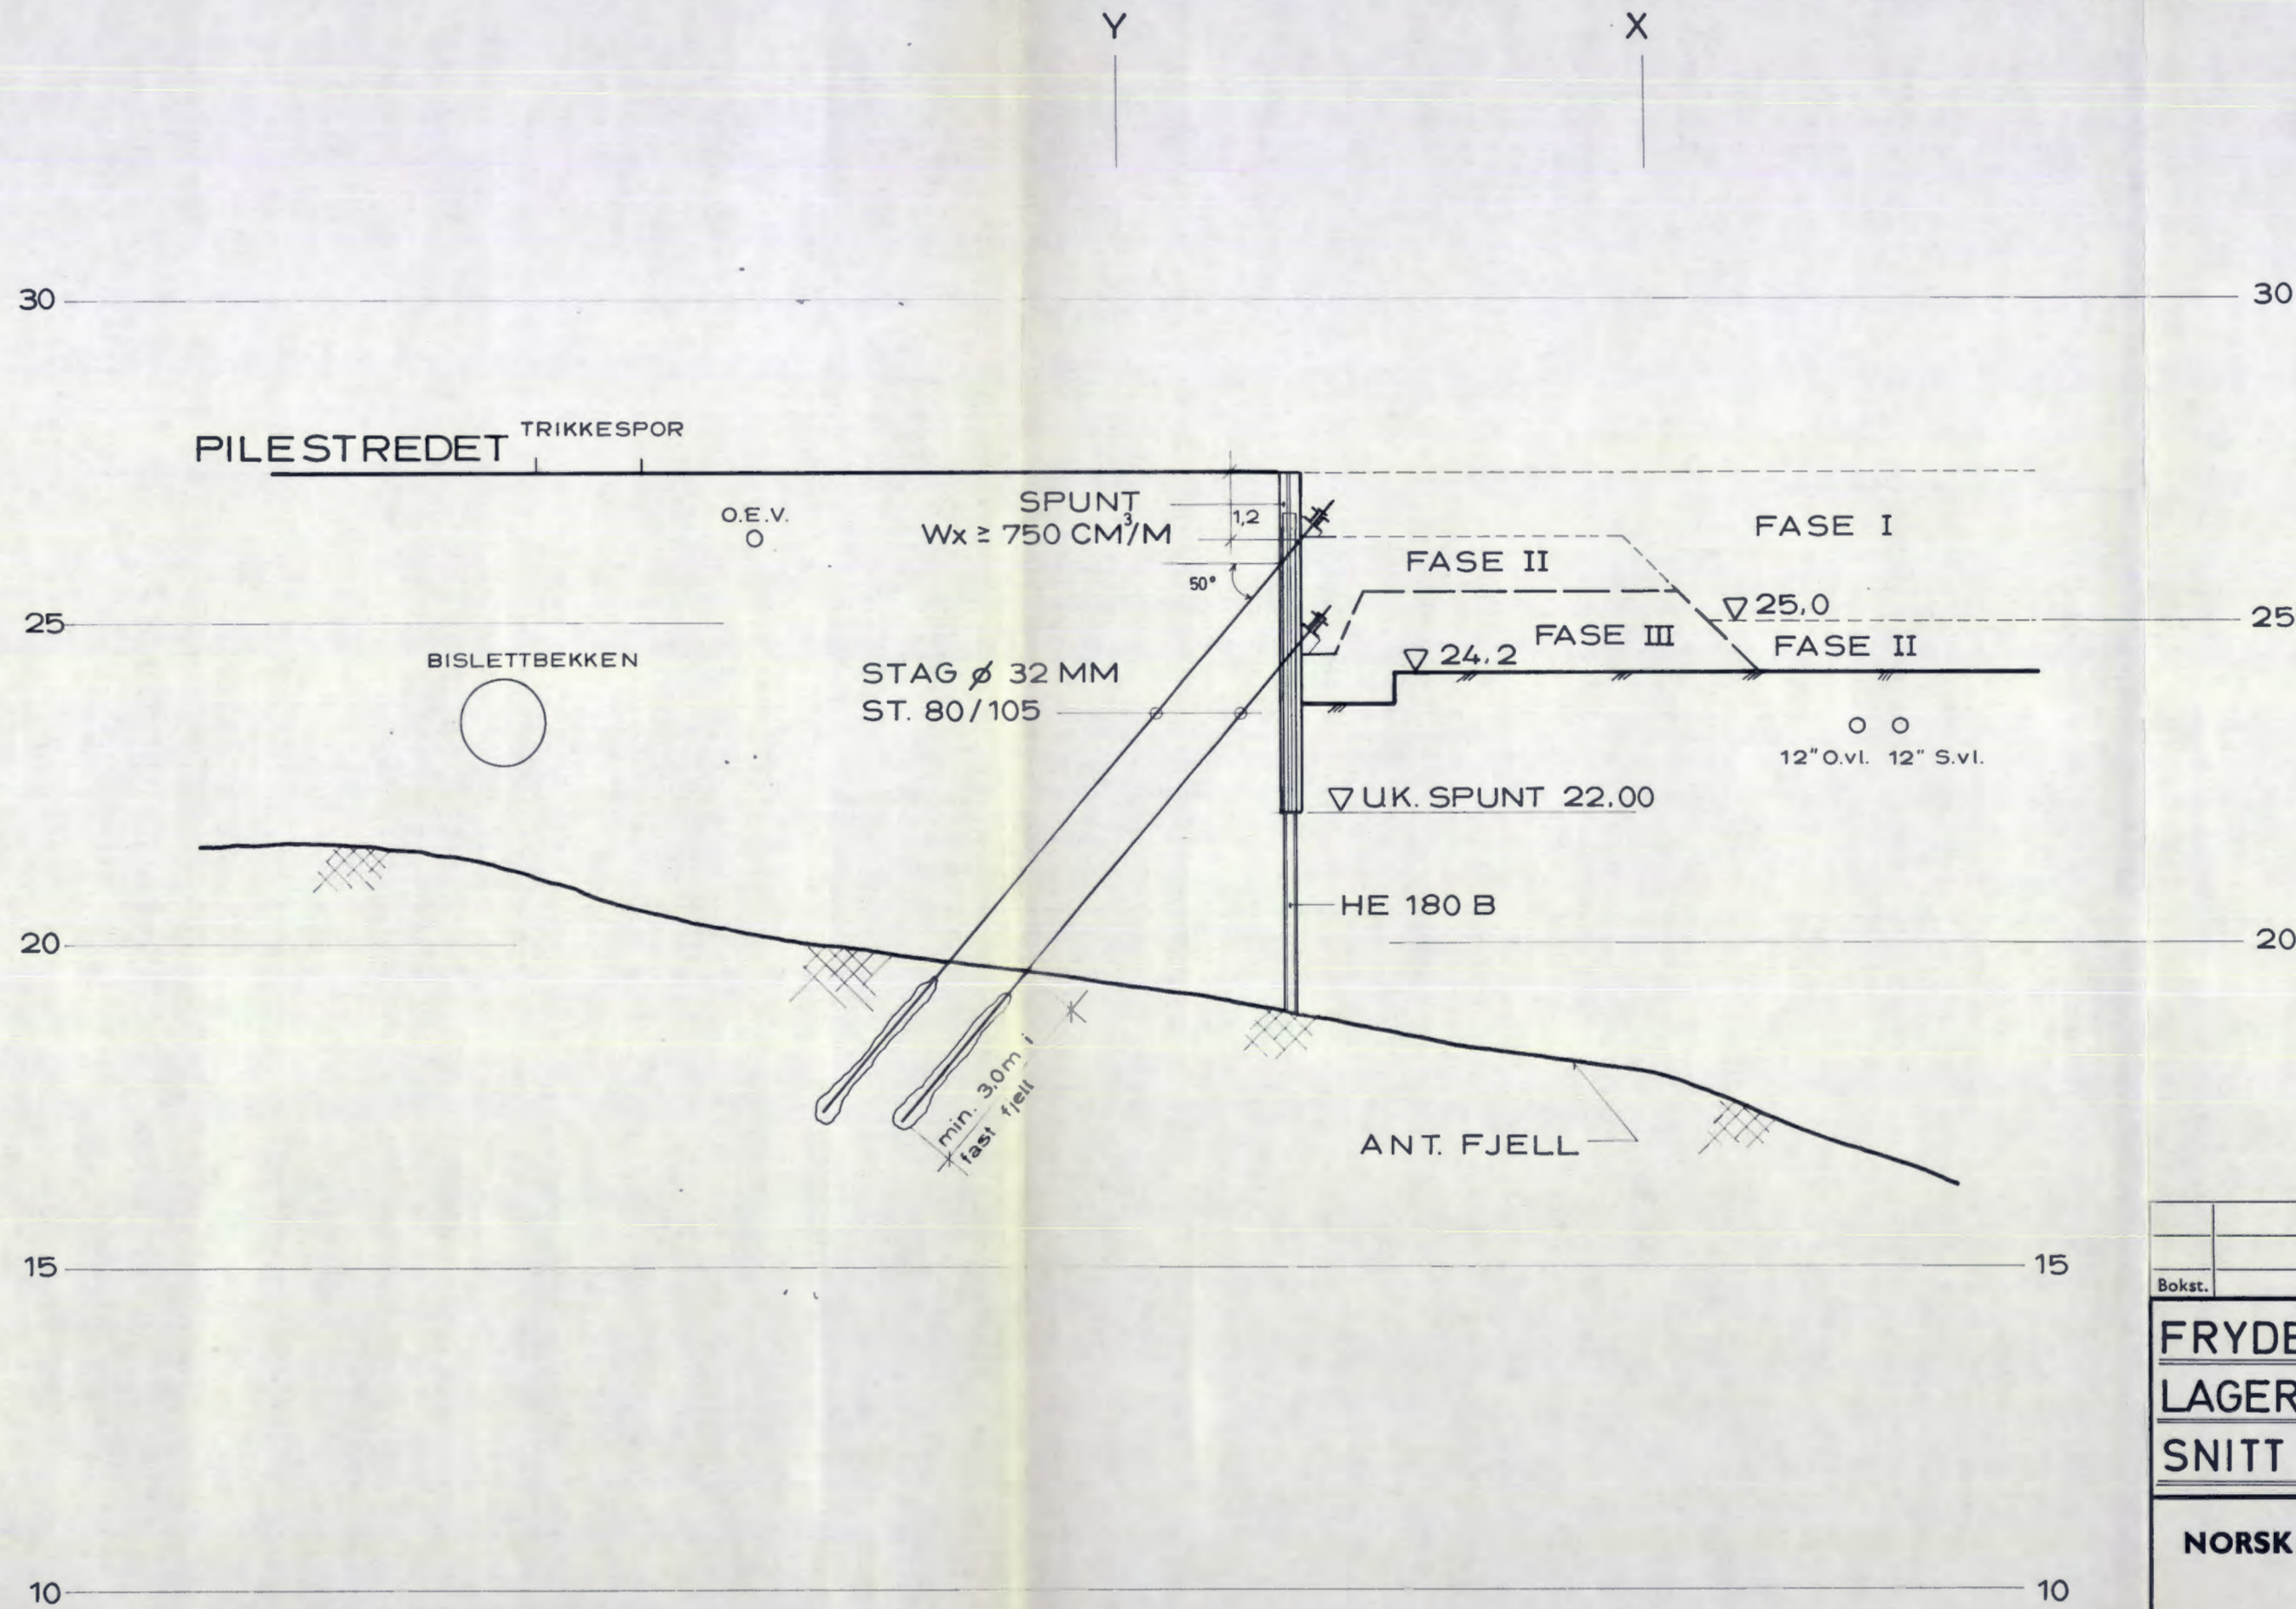 Y
X
30
30
PILESTREDET
TRIKKESPOR
O.E.V.
SPUNT
Wx ≥ 750 CM³/M
1,2
50°
FASE I
FASE II
25
▽ 25,0
25
FASE III
FASE II
▽ 24,2
BISLETTBEKKEN
STAG ∅ 32 MM
ST. 80/105
12" O.vl. 12" S.vl.
▽ U.K. SPUNT 22.00
HE 180 B
20
20
min. 3,0m i
fast fjell
ANT. FJELL
15
15
Bokst.
FRYDE
LAGER
SNITT
NORSK
10
10